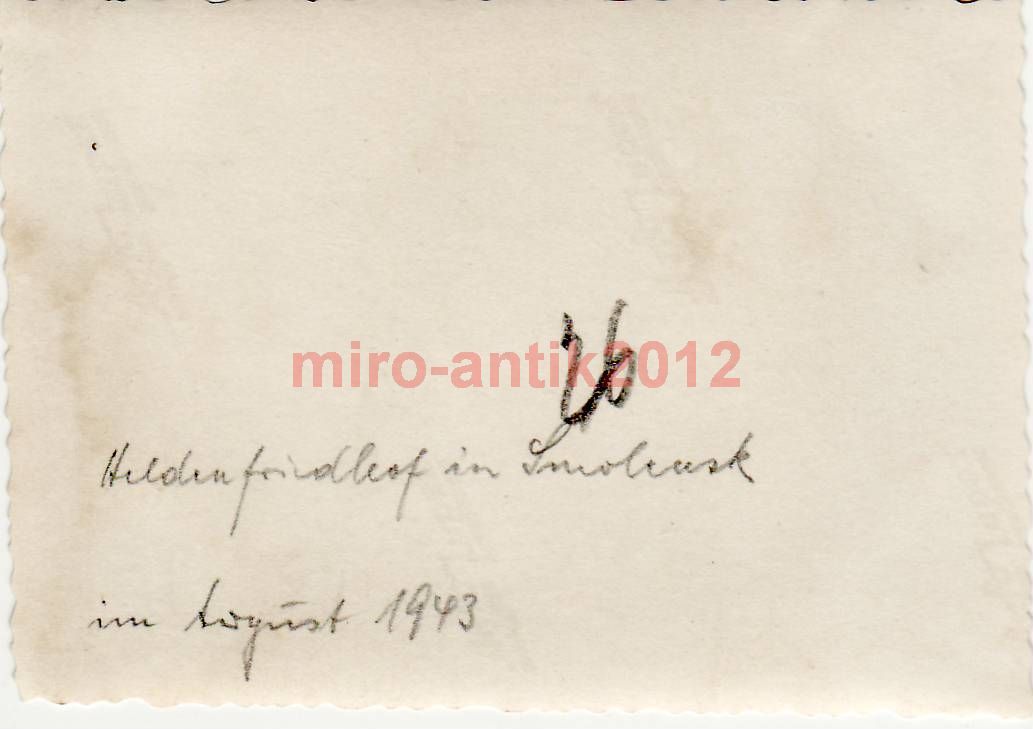 26
miro-antik2012
Heldenfriedhof in Smolensk
im August 1943